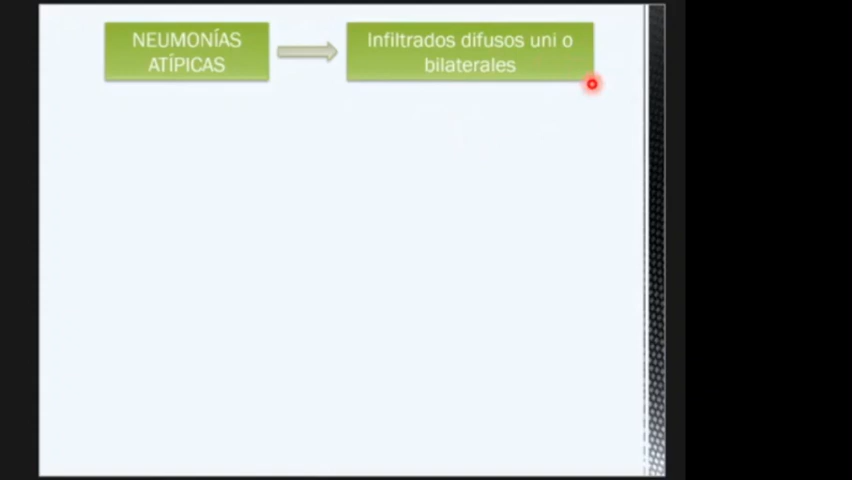 NEUMONÍAS
ATÍPICAS
Infiltrados difusos uni o
bilaterales